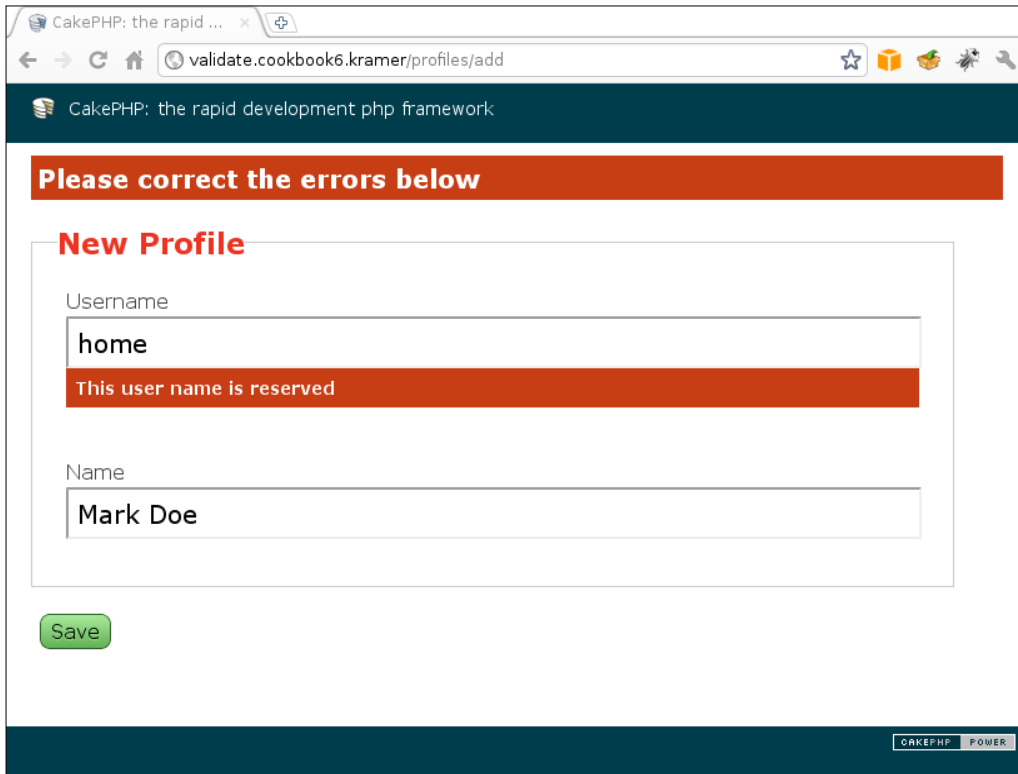 CakePHP: the rapid ...
validate.cookbook6.kramer/profiles/add
CakePHP: the rapid development php framework
Please correct the errors below
New Profile
Username
home
This user name is reserved
Name
Mark Doe
Save
CAKEPHP POWER